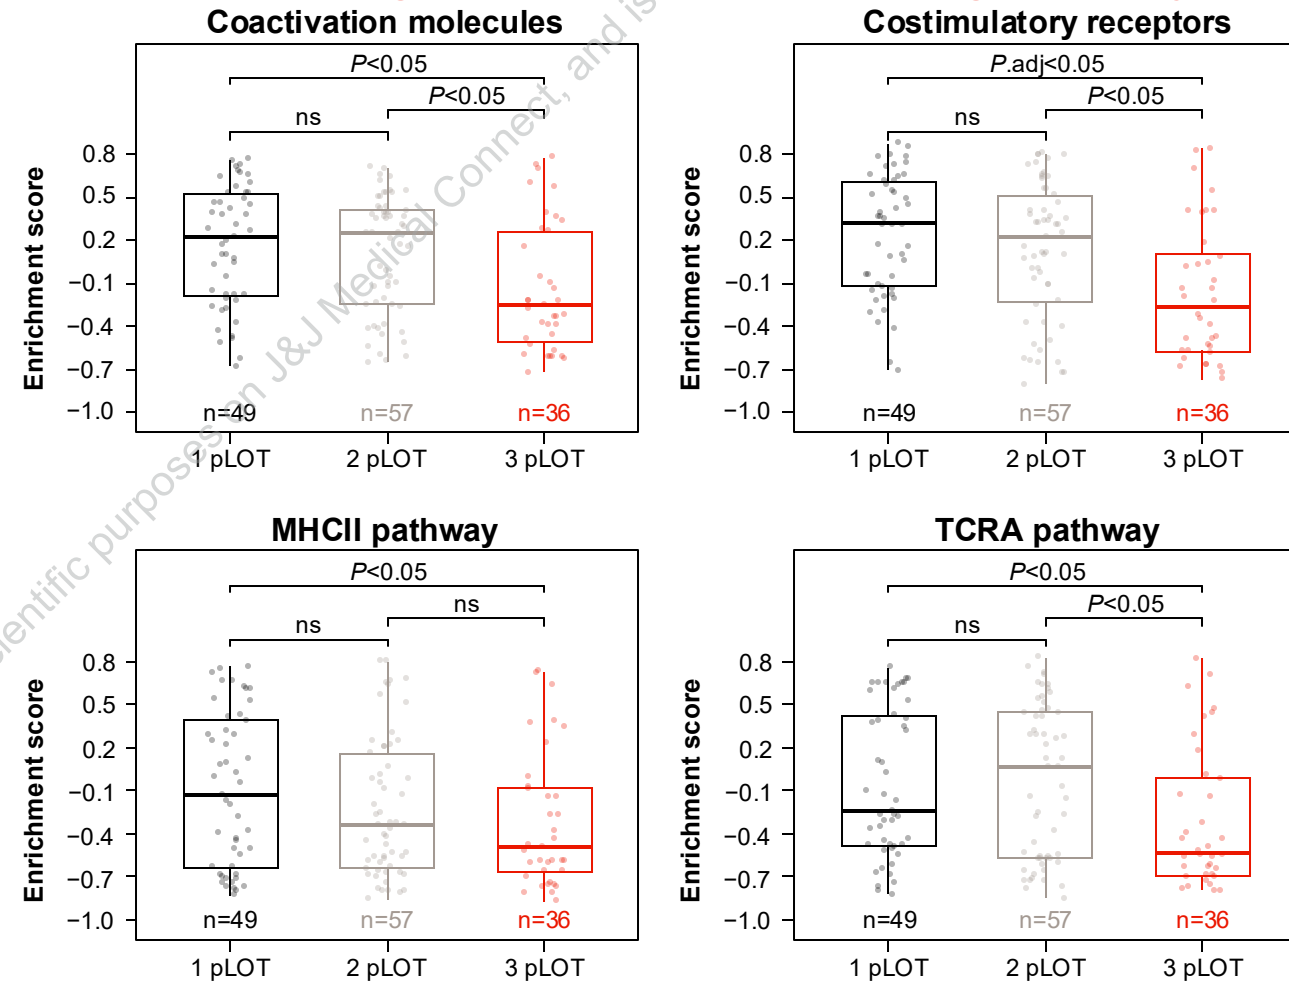 Coactivation molecules
P<0.05
P<0.05
ns
Enrichment score
0.8
0.5
0.2
−0.1
−0.4
−0.7
−1.0
n=49
n=57
n=36
1 pLOT
2 pLOT
3 pLOT
Costimulatory receptors
P.adj<0.05
P<0.05
ns
Enrichment score
0.8
0.5
0.2
−0.1
−0.4
−0.7
−1.0
n=49
n=57
n=36
1 pLOT
2 pLOT
3 pLOT
MHCII pathway
P<0.05
ns
ns
Enrichment score
0.8
0.5
0.2
−0.1
−0.4
−0.7
−1.0
n=49
n=57
n=36
1 pLOT
2 pLOT
3 pLOT
TCRA pathway
P<0.05
P<0.05
ns
Enrichment score
0.8
0.5
0.2
−0.1
−0.4
−0.7
−1.0
n=49
n=57
n=36
1 pLOT
2 pLOT
3 pLOT
purposes on J&J Medical Connect, and is